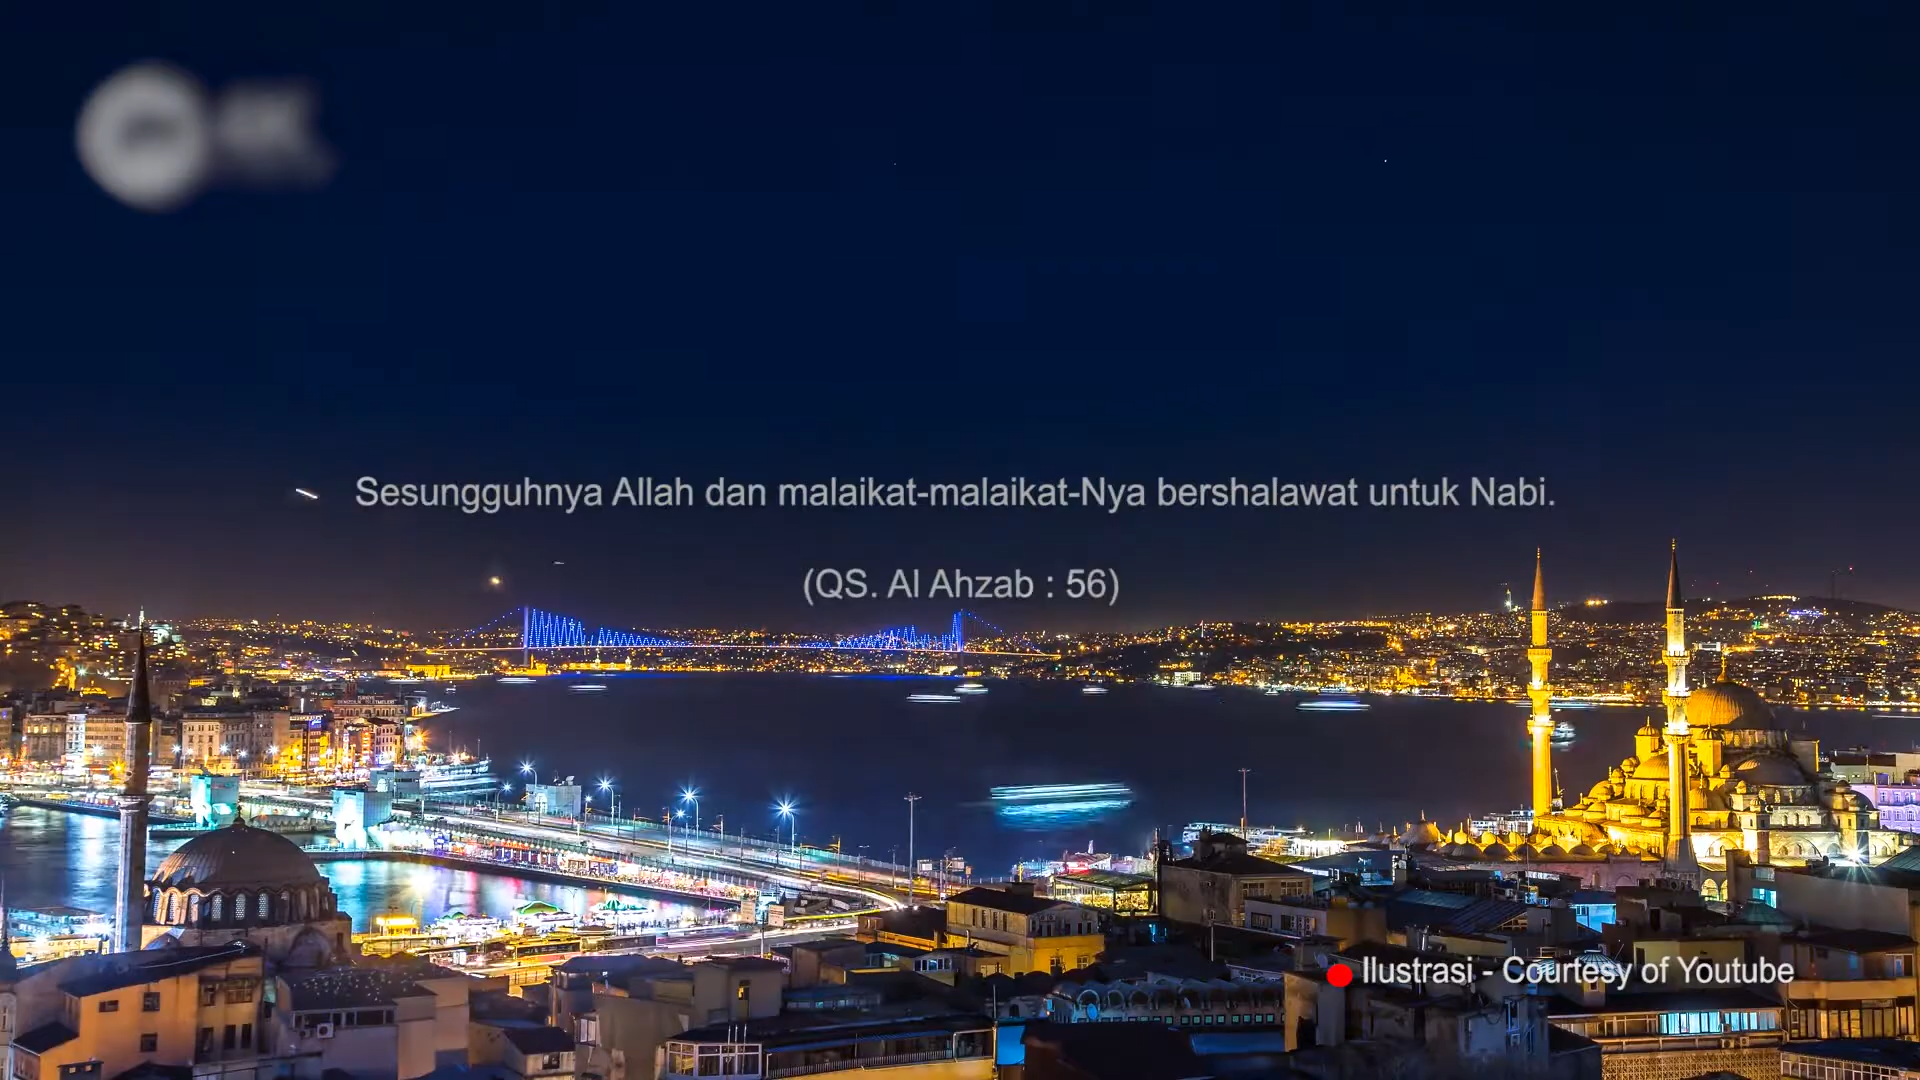 Sesungguhnya Allah dan malaikat-malaikat-Nya bershalawat untuk Nabi.
(QS. Al Ahzab : 56)
Ilustrasi - Courtesy of Youtube